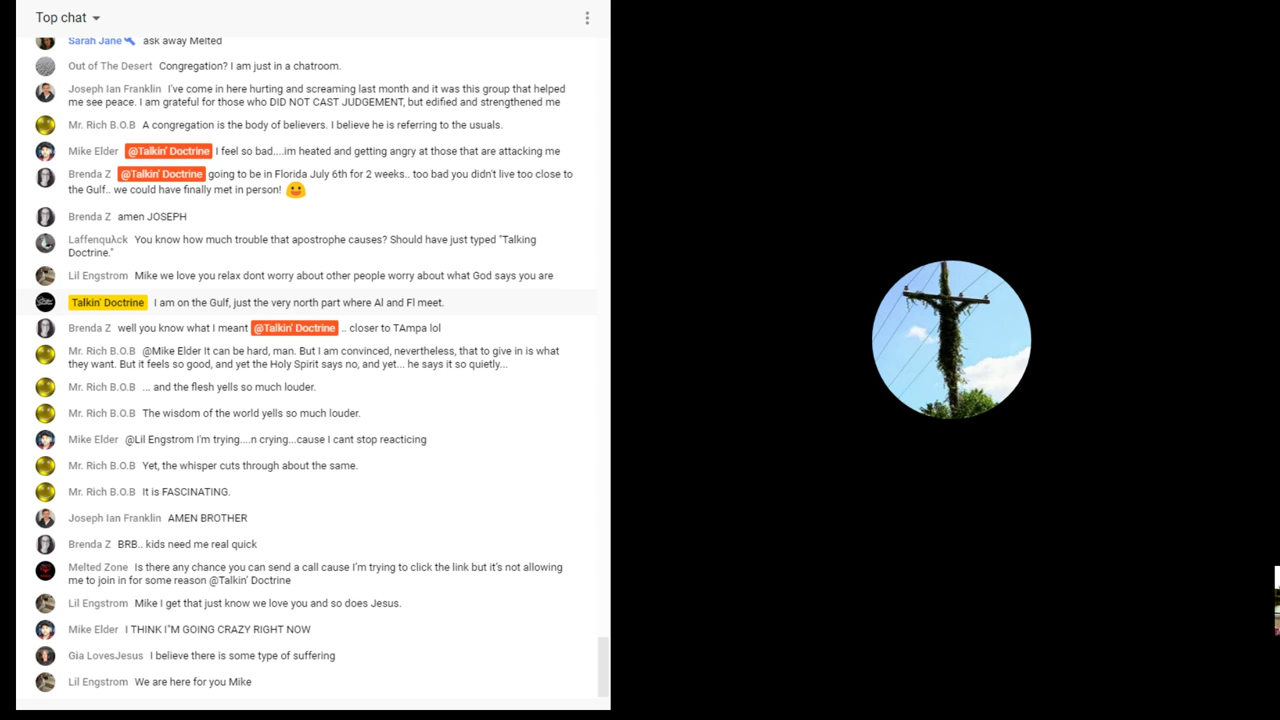 Top chat
Sarah Jane ask away Melted
Out of The Desert Congregation? I am just in a chatroom.
Joseph Ian Franklin I've come in here hurting and screaming last month and it was this group that helped
me see peace. I am grateful for those who DID NOT CAST JUDGEMENT, but edified and strengthened me
Mr. Rich B.O.B A congregation is the body of believers. I believe he is referring to the usuals.
Mike Elder @Talkin' Doctrine I feel so bad....im heated and getting angry at those that are attacking me
Brenda Z @Talkin' Doctrine going to be in Florida July 6th for 2 weeks.. too bad you didn't live too close to
the Gulf.. we could have finally met in person!
Brenda Z amen JOSEPH
Laffenquλck You know how much trouble that apostrophe causes? Should have just typed "Talking
Doctrine."
Lil Engstrom Mike we love you relax dont worry about other people worry about what God says you are
Talkin' Doctrine I am on the Gulf, just the very north part where Al and Fl meet.
Brenda Z well you know what I meant @Talkin' Doctrine .. closer to TAmpa lol
Mr. Rich B.O.B @Mike Elder It can be hard, man. But I am convinced, nevertheless, that to give in is what
they want. But it feels so good, and yet the Holy Spirit says no, and yet... he says it so quietly...
Mr. Rich B.O.B ... and the flesh yells so much louder.
Mr. Rich B.O.B The wisdom of the world yells so much louder.
Mike Elder @Lil Engstrom I'm trying....n crying...cause I cant stop reacticing
Mr. Rich B.O.B Yet, the whisper cuts through about the same.
Mr. Rich B.O.B It is FASCINATING.
Joseph Ian Franklin AMEN BROTHER
Brenda Z BRB.. kids need me real quick
Melted Zone Is there any chance you can send a call cause I'm trying to click the link but it's not allowing
me to join in for some reason @Talkin' Doctrine
Lil Engstrom Mike I get that just know we love you and so does Jesus.
Mike Elder I THINK I"M GOING CRAZY RIGHT NOW
Gia LovesJesus I believe there is some type of suffering
Lil Engstrom We are here for you Mike